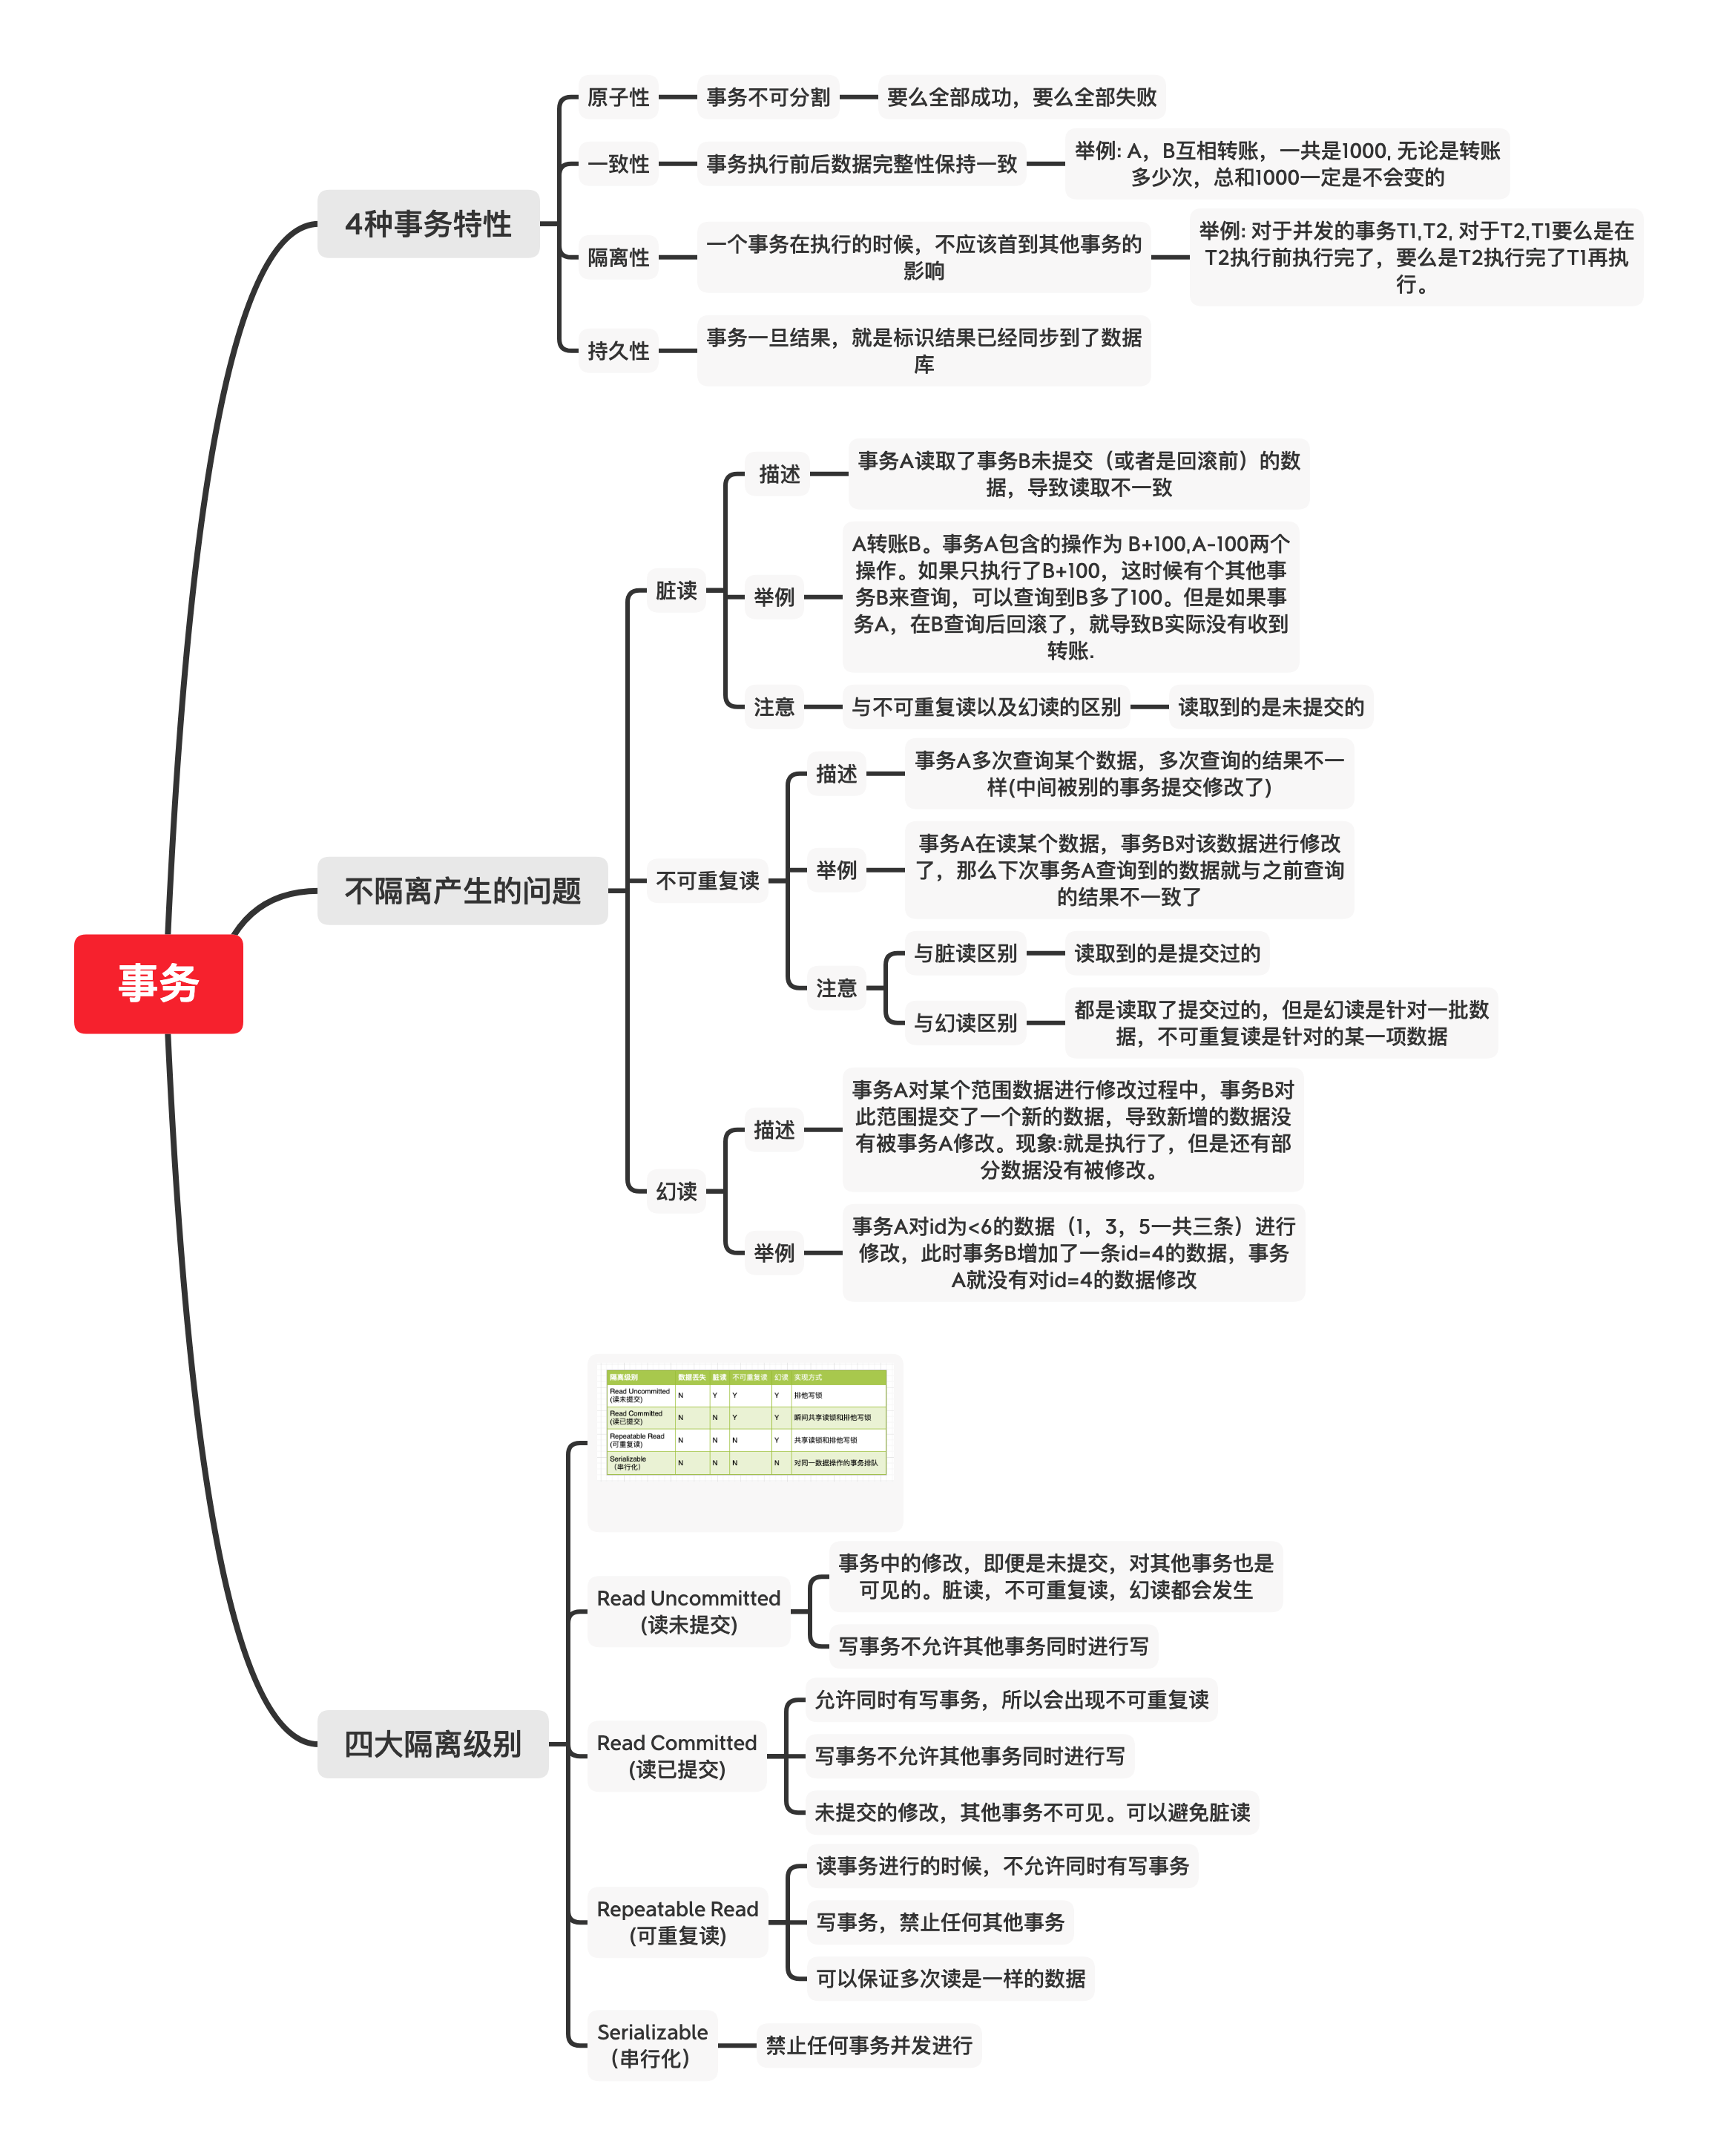 事务
4种事务特性
原子性
事务不可分割
要么全部成功，要么全部失败
一致性
事务执行前后数据完整性保持一致
举例: A，B互相转账，一共是1000, 无论是转账
多少次，总和1000一定是不会变的
隔离性
一个事务在执行的时候，不应该首到其他事务的
影响
举例: 对于并发的事务T1,T2, 对于T2,T1要么是在
T2执行前执行完了，要么是T2执行完了T1再执
行。
持久性
事务一旦结果，就是标识结果已经同步到了数据
库
不隔离产生的问题
脏读
描述
事务A读取了事务B未提交（或者是回滚前）的数
据，导致读取不一致
举例
A转账B。事务A包含的操作为 B+100,A-100两个
操作。如果只执行了B+100，这时候有个其他事
务B来查询，可以查询到B多了100。但是如果事
务A，在B查询后回滚了，就导致B实际没有收到
转账.
注意
与不可重复读以及幻读的区别
读取到的是未提交的
不可重复读
描述
事务A多次查询某个数据，多次查询的结果不一
样(中间被别的事务提交修改了)
举例
事务A在读某个数据，事务B对该数据进行修改
了，那么下次事务A查询到的数据就与之前查询
的结果不一致了
注意
与脏读区别
读取到的是提交过的
与幻读区别
都是读取了提交过的，但是幻读是针对一批数
据，不可重复读是针对的某一项数据
幻读
描述
事务A对某个范围数据进行修改过程中，事务B对
此范围提交了一个新的数据，导致新增的数据没
有被事务A修改。现象:就是执行了，但是还有部
分数据没有被修改。
举例
事务A对id为<6的数据（1，3，5一共三条）进行
修改，此时事务B增加了一条id=4的数据，事务
A就没有对id=4的数据修改
四大隔离级别
隔离级别 数据丢失 脏读 不可重复读 幻读 实现方式
Read Uncommitted
(读未提交) N Y Y Y 排他写锁
Read Committed
(读已提交) N N Y Y 瞬间共享读锁和排他写锁
Repeatable Read
(可重复读) N N N Y 共享读锁和排他写锁
Serializable
（串行化） N N N N 对同一数据操作的事务排队
Read Uncommitted
(读未提交)
事务中的修改，即便是未提交，对其他事务也是
可见的。脏读，不可重复读，幻读都会发生
写事务不允许其他事务同时进行写
Read Committed
(读已提交)
允许同时有写事务，所以会出现不可重复读
写事务不允许其他事务同时进行写
未提交的修改，其他事务不可见。可以避免脏读
Repeatable Read
(可重复读)
读事务进行的时候，不允许同时有写事务
写事务，禁止任何其他事务
可以保证多次读是一样的数据
Serializable
（串行化）
禁止任何事务并发进行